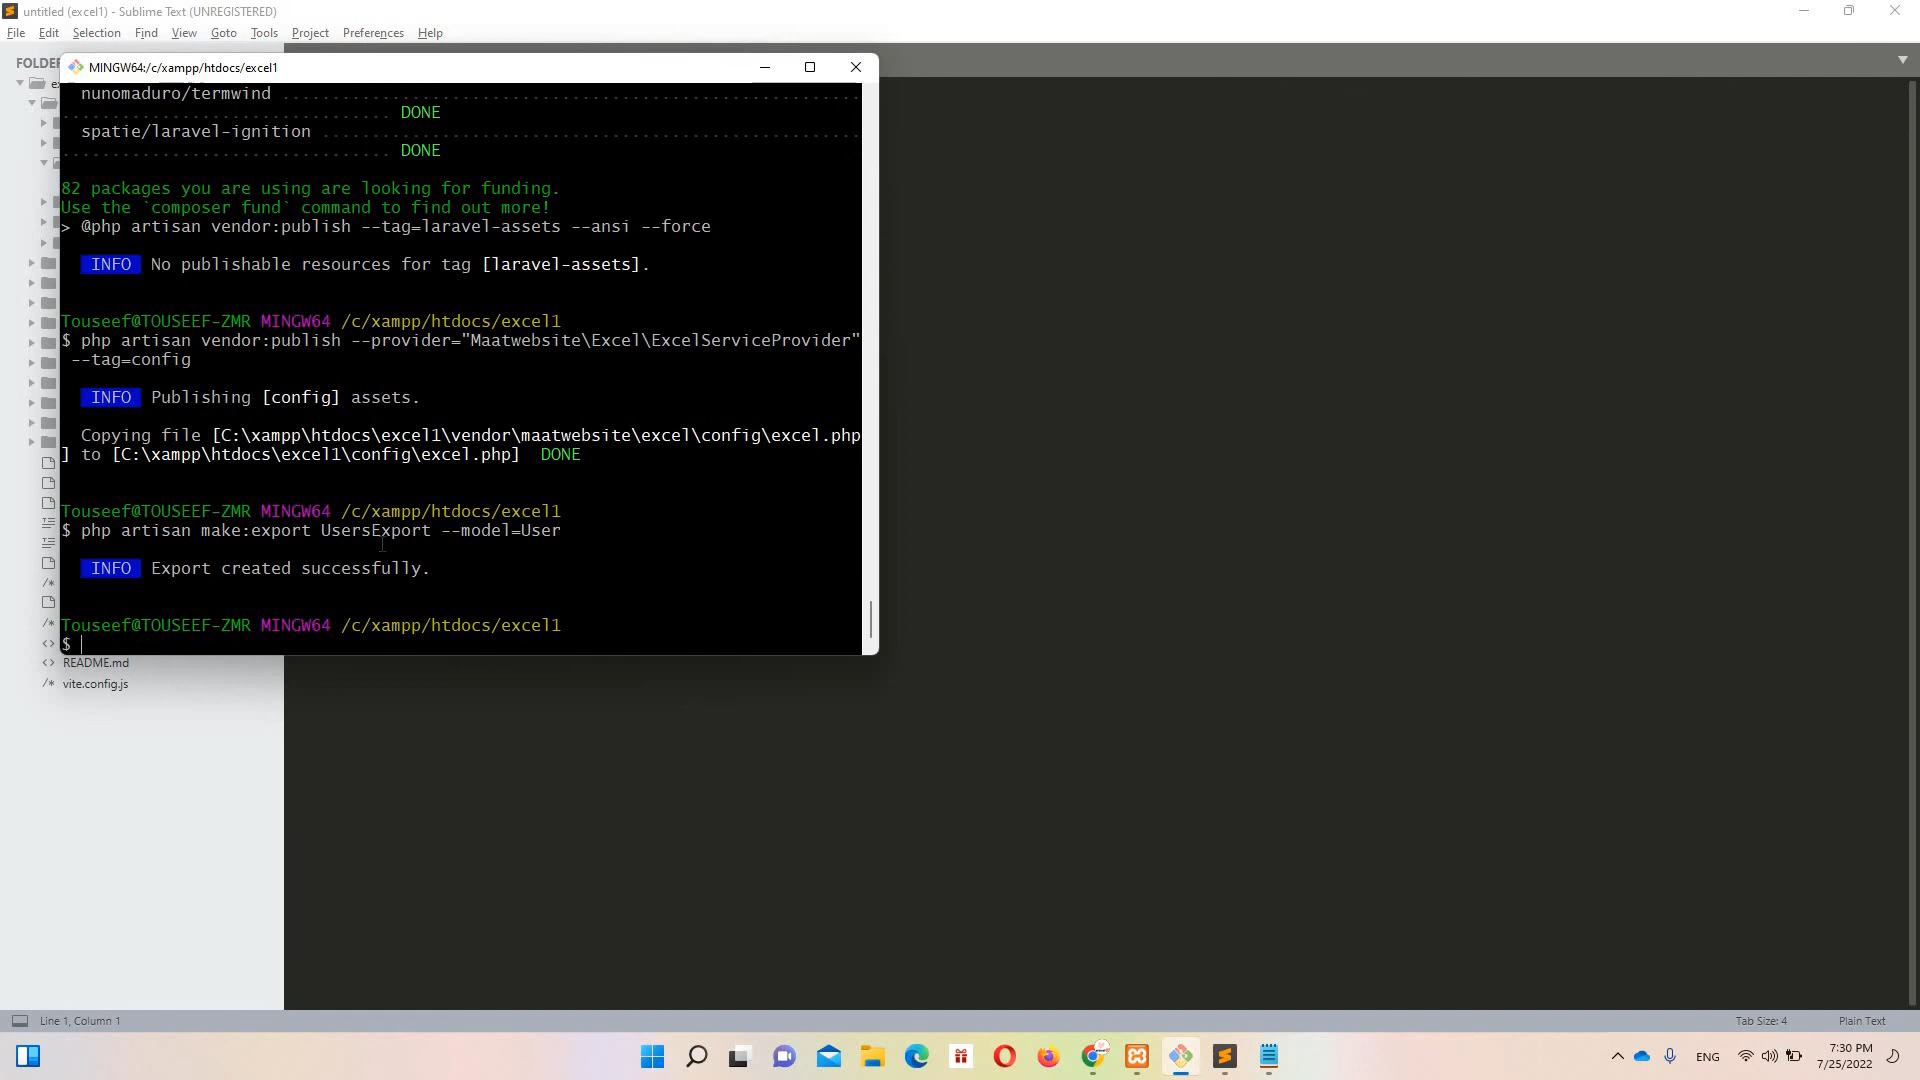 untitled (excel1) - Sublime Text (UNREGISTERED)
File Edit Selection Find View Goto Tools Project Preferences Help
MINGW64:/c/xampp/htdocs/excel1
nunomaduro/termwind ..........................................................
................................. DONE
spatie/laravel-ignition ......................................................
................................. DONE
82 packages you are using are looking for funding.
Use the `composer fund` command to find out more!
> @php artisan vendor:publish --tag=laravel-assets --ansi --force
INFO No publishable resources for tag [laravel-assets].
Touseef@TOUSEEF-ZMR MINGW64 /c/xampp/htdocs/excel1
$ php artisan vendor:publish --provider="Maatwebsite\Excel\ExcelServiceProvider"
--tag=config
INFO Publishing [config] assets.
Copying file [C:\xampp\htdocs\excel1\vendor\maatwebsite\excel\config\excel.php
] to [C:\xampp\htdocs\excel1\config\excel.php] DONE
Touseef@TOUSEEF-ZMR MINGW64 /c/xampp/htdocs/excel1
$ php artisan make:export UsersExport --model=User
INFO Export created successfully.
Touseef@TOUSEEF-ZMR MINGW64 /c/xampp/htdocs/excel1
$
README.md
vite.config.js
Line 1, Column 1
Tab Size: 4
Plain Text
ENG
7:30 PM
7/25/2022